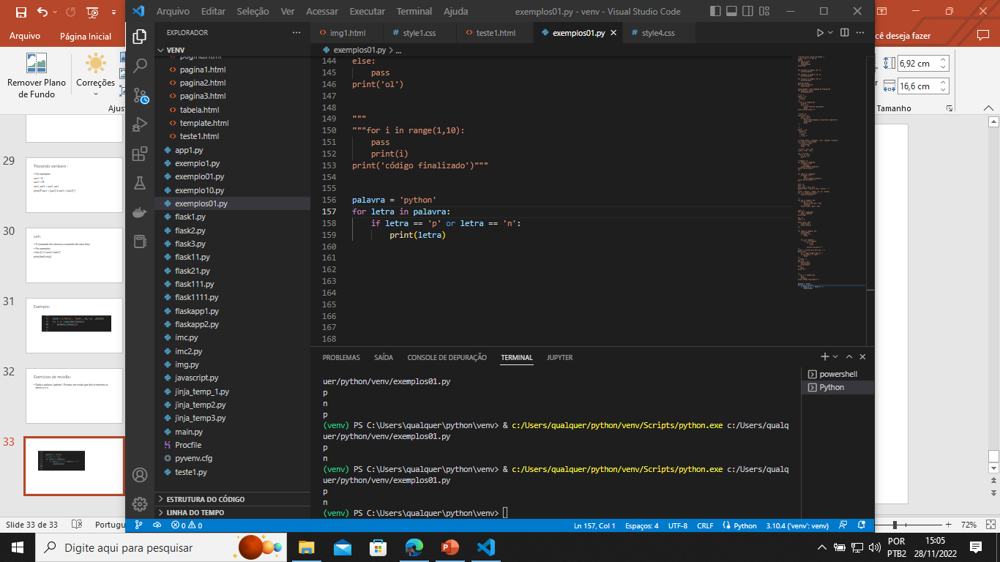 Arquivo Editar Seleção Ver Acessar Executar Terminal Ajuda
exemplos01.py - venv - Visual Studio Code
Arquivo
Página Inicial
cê deseja fazer
Remover Plano
de Fundo
Correções
Ajus
6,92 cm
16,6 cm
Tamanho
29
Trocando variáveis :
30
Len:
31
Exemplo:
32
Exercícios de revisão:
33
Slide 33 de 33
Portugu
72%
EXPLORADOR
VENV
pagina.html
pagina1.html
pagina2.html
pagina3.html
tabela.html
template.html
teste1.html
app1.py
exemplo1.py
exemplo01.py
exemplo10.py
exemplos01.py
flask1.py
flask2.py
flask3.py
flask11.py
flask21.py
flask111.py
flask1111.py
flaskapp1.py
flaskapp2.py
imc.py
imc2.py
img.py
javascript.py
jinja_temp_1.py
jinja_temp2.py
jinja_temp3.py
main.py
Procfile
pyvenv.cfg
teste1.py
ESTRUTURA DO CÓDIGO
LINHA DO TEMPO
img1.html
style1.css
teste1.html
exemplos01.py
style4.css
exemplos01.py > ...
144 else:
145 pass
146 print('ol')
147
148
149 """
150 """for i in range(1,10):
151 pass
152 print(i)
153 print('código finalizado')"""
154
155
156 palavra = 'python'
157 for letra in palavra:
158 if letra == 'p' or letra == 'n':
159 print(letra)
160
161
162
163
164
165
166
167
168
PROBLEMAS SAÍDA CONSOLE DE DEPURAÇÃO TERMINAL JUPYTER
powershell
Python
uer/python/venv/exemplos01.py
p
n
p
(venv) PS C:\Users\qualquer\python\venv> & c:/Users/qualquer/python/venv/Scripts/python.exe c:/Users/qualq
uer/python/venv/exemplos01.py
p
n
(venv) PS C:\Users\qualquer\python\venv> & c:/Users/qualquer/python/venv/Scripts/python.exe c:/Users/qualq
uer/python/venv/exemplos01.py
p
n
(venv) PS C:\Users\qualquer\python\venv>
0 0
Ln 157, Col 1 Espaços: 4 UTF-8 CRLF Python 3.10.4 ('venv': venv)
Digite aqui para pesquisar
POR
PTB2
15:05
28/11/2022